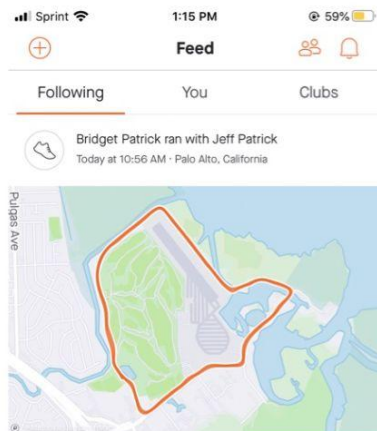 Sprint 1:15 PM 59%
Feed
Following You Clubs
Bridget Patrick ran with Jeff Patrick
Today at 10:56 AM · Palo Alto, California
Pulgas Ave